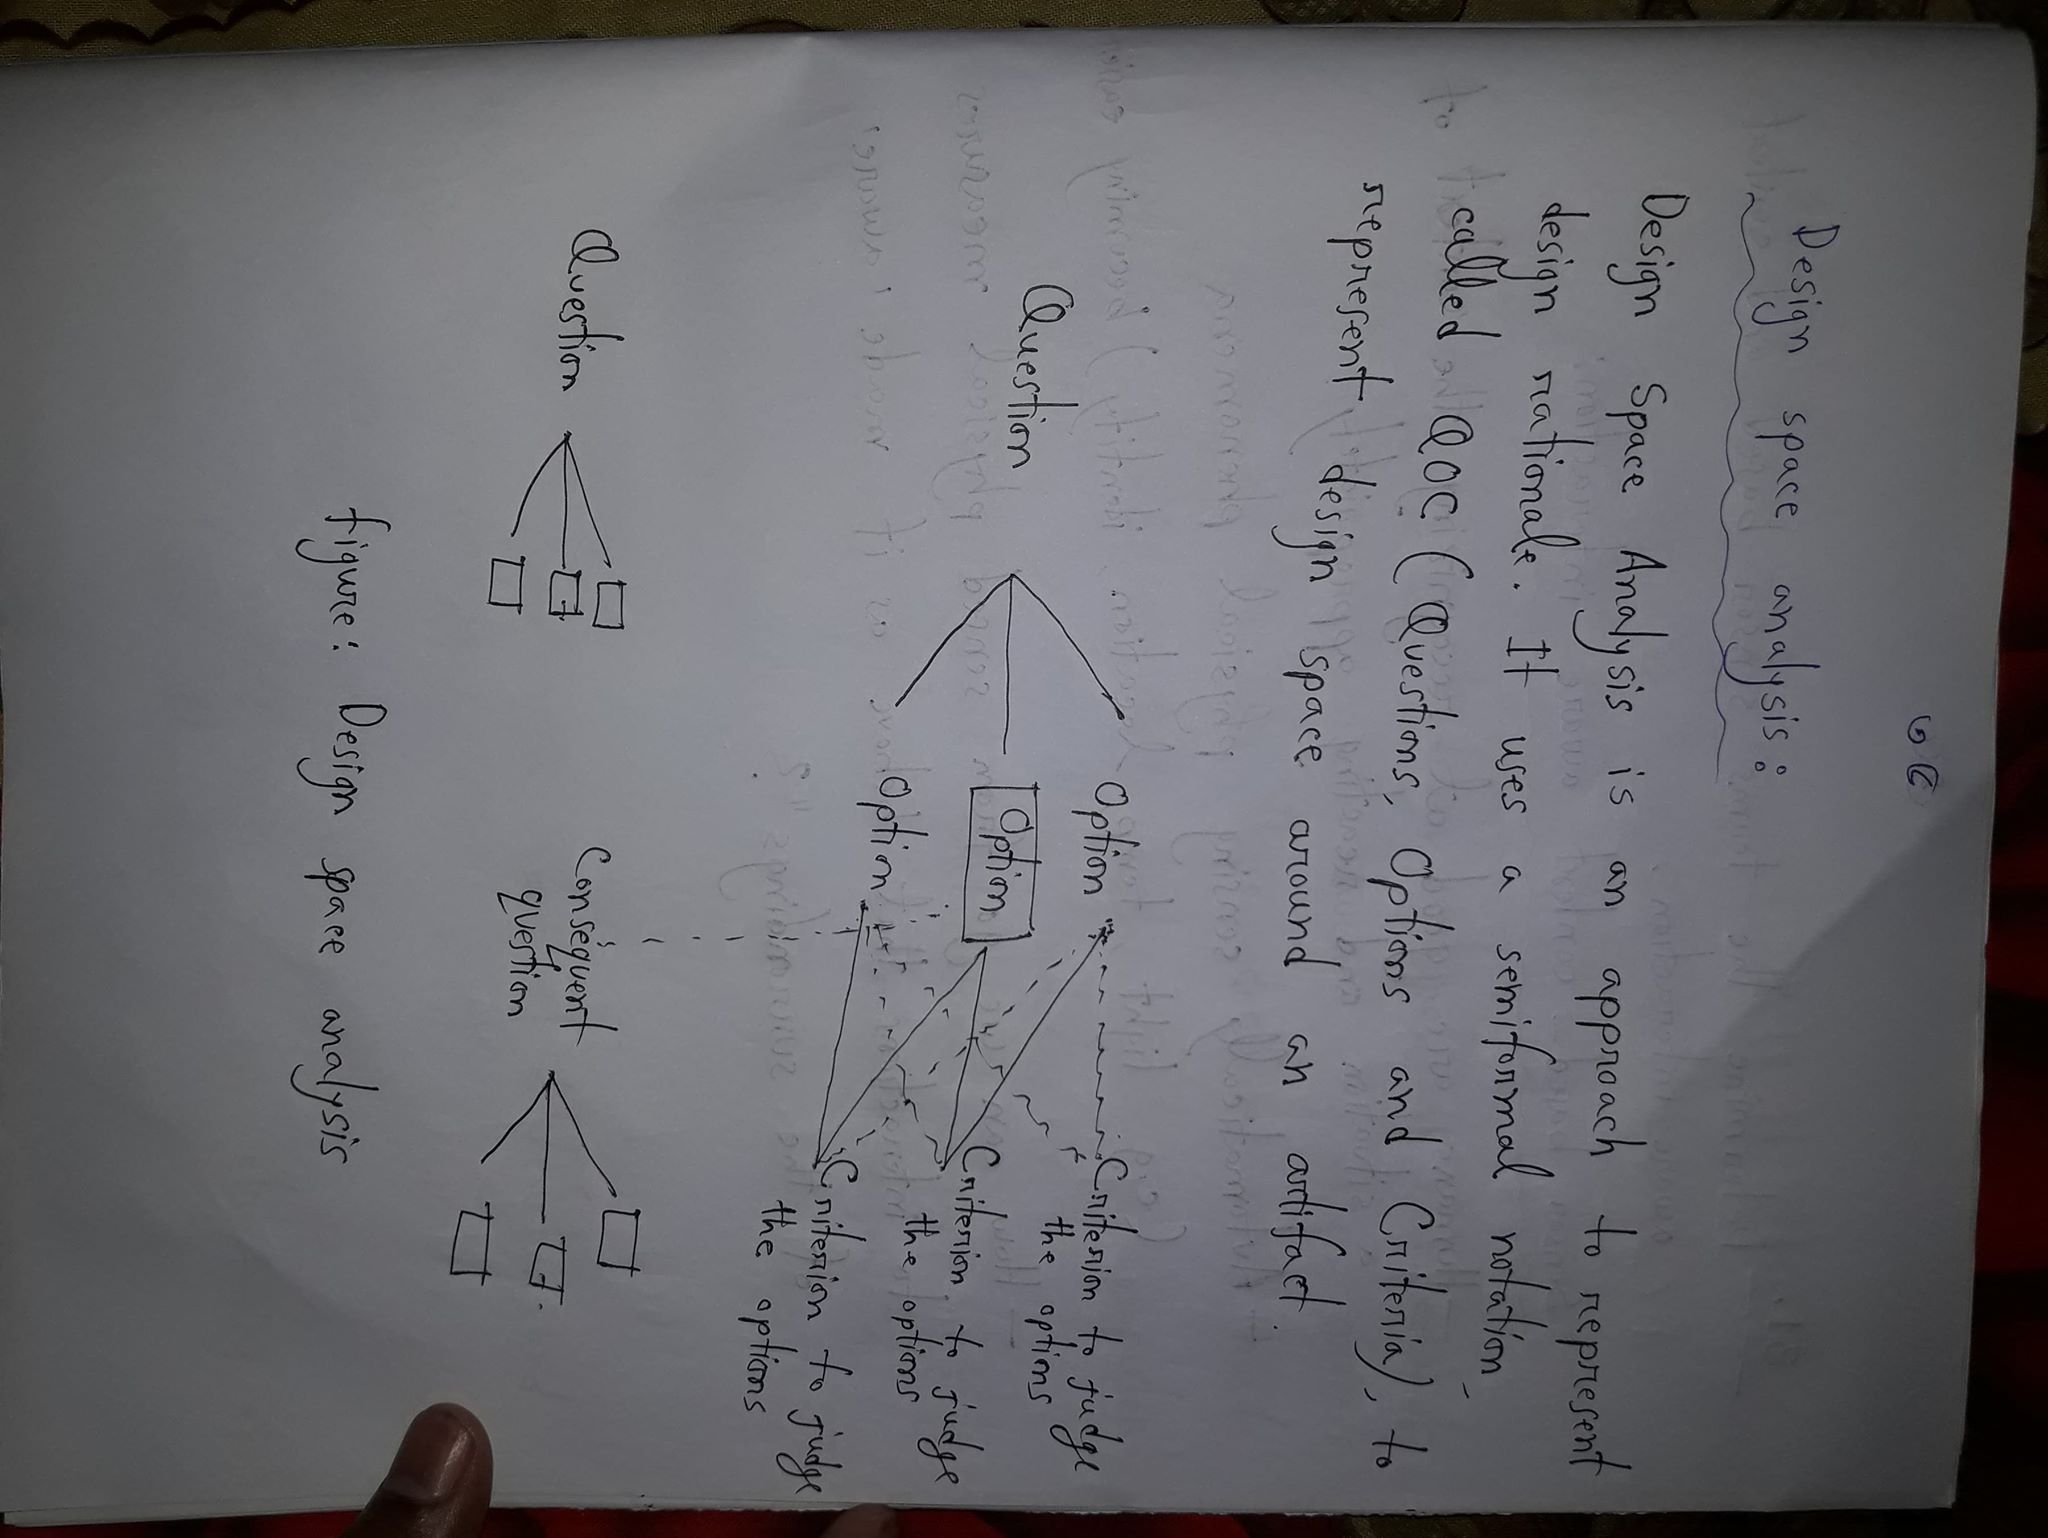 ৩৫
Design space analysis:
Design Space Analysis is an approach to represent
design rationale. It uses a semiformal notation,
called QOC (Questions, Options and Criteria), to
represent design space around an artifact.
Question
Option
Option
Option
Criterion to judge
the options
Criterion to judge
the options
Criterion to judge
the options
Question
Consequent
question
figure: Design space analysis